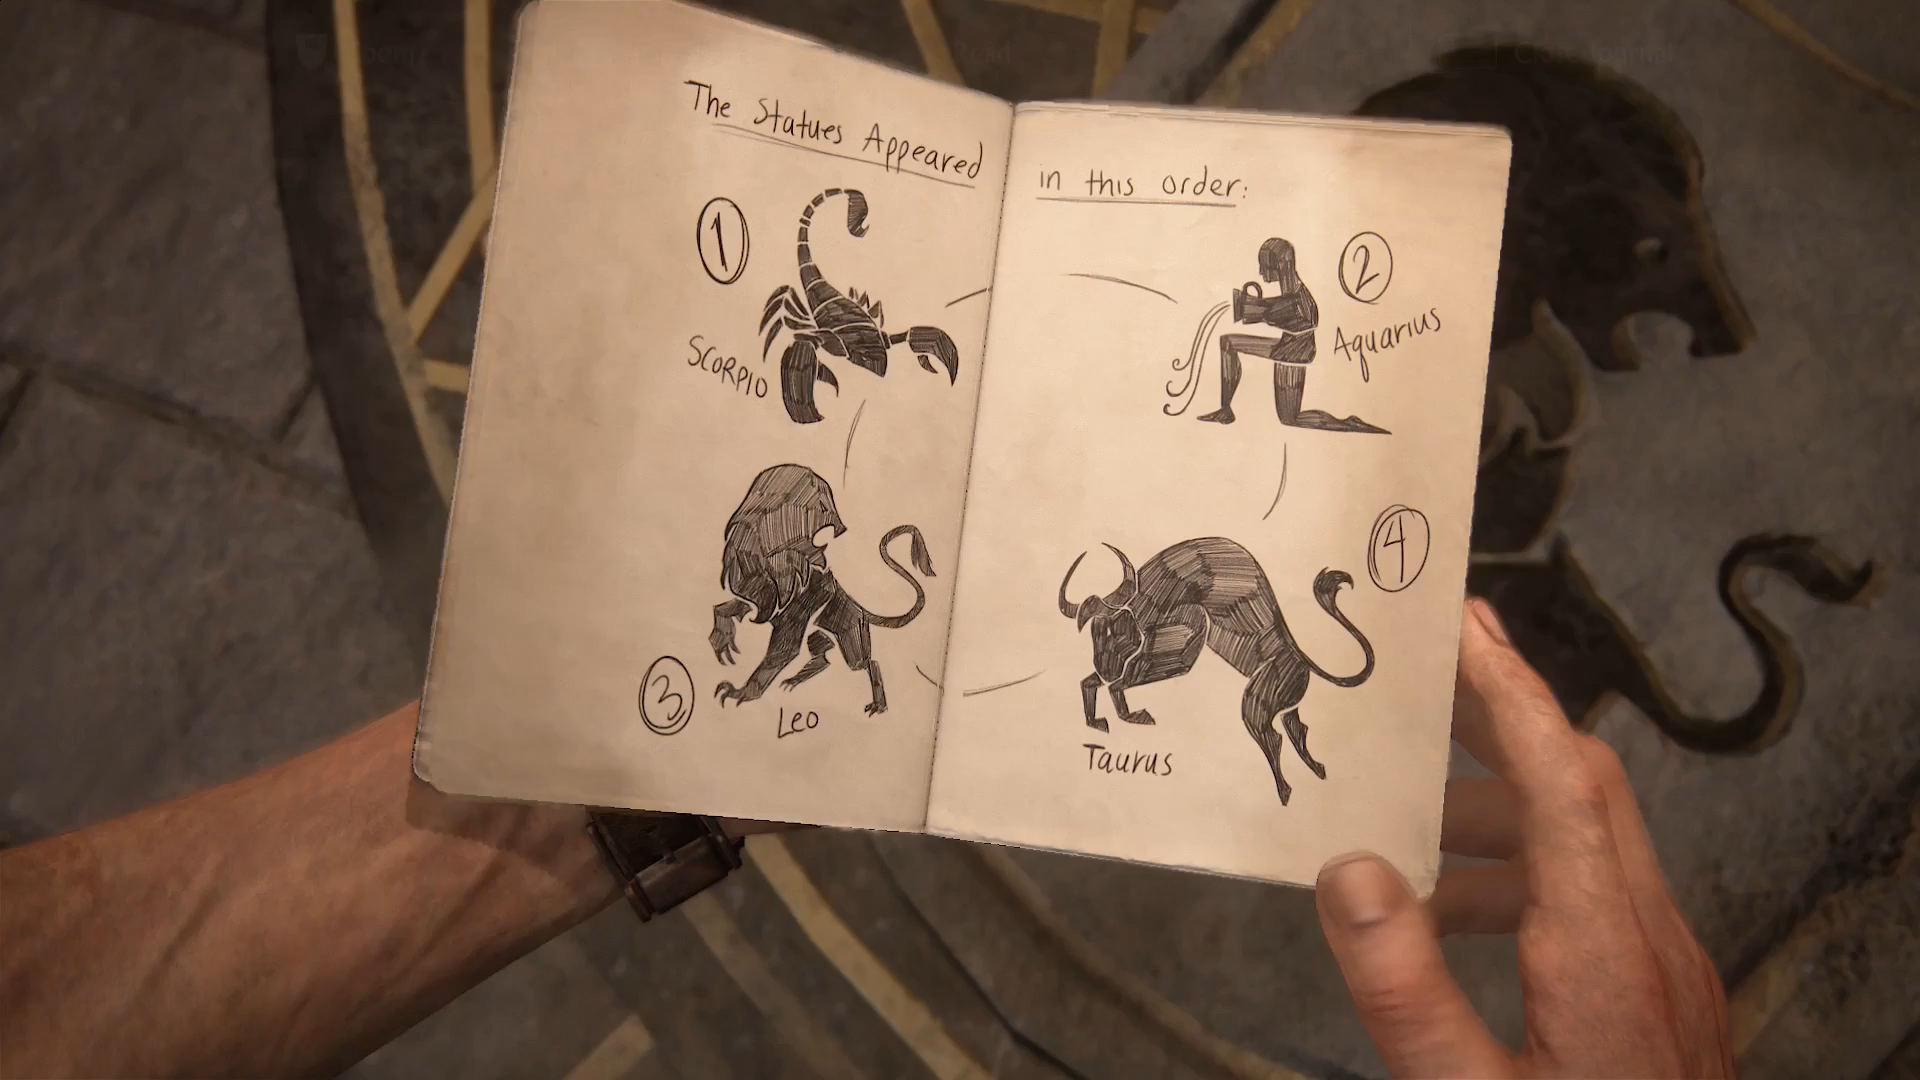 The Statues Appeared
in this order:
1
2
SCORPIO
Aquarius
3
4
Leo
Taurus